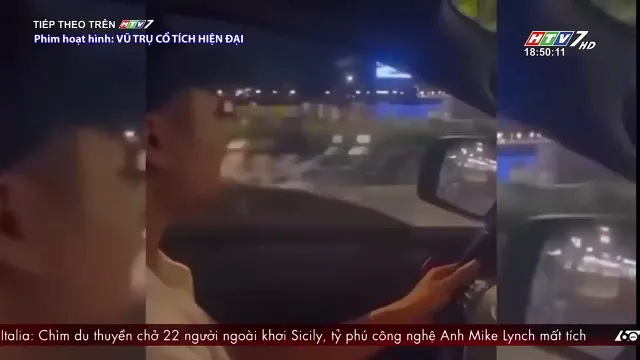 TIẾP THEO TRÊN HTV7
Phim hoạt hình: VŨ TRỤ CỔ TÍCH HIỆN ĐẠI
HTV7 HD
18:50:11
Italia: Chìm du thuyền chở 22 người ngoài khơi Sicily, tỷ phú công nghệ Anh Mike Lynch mất tích